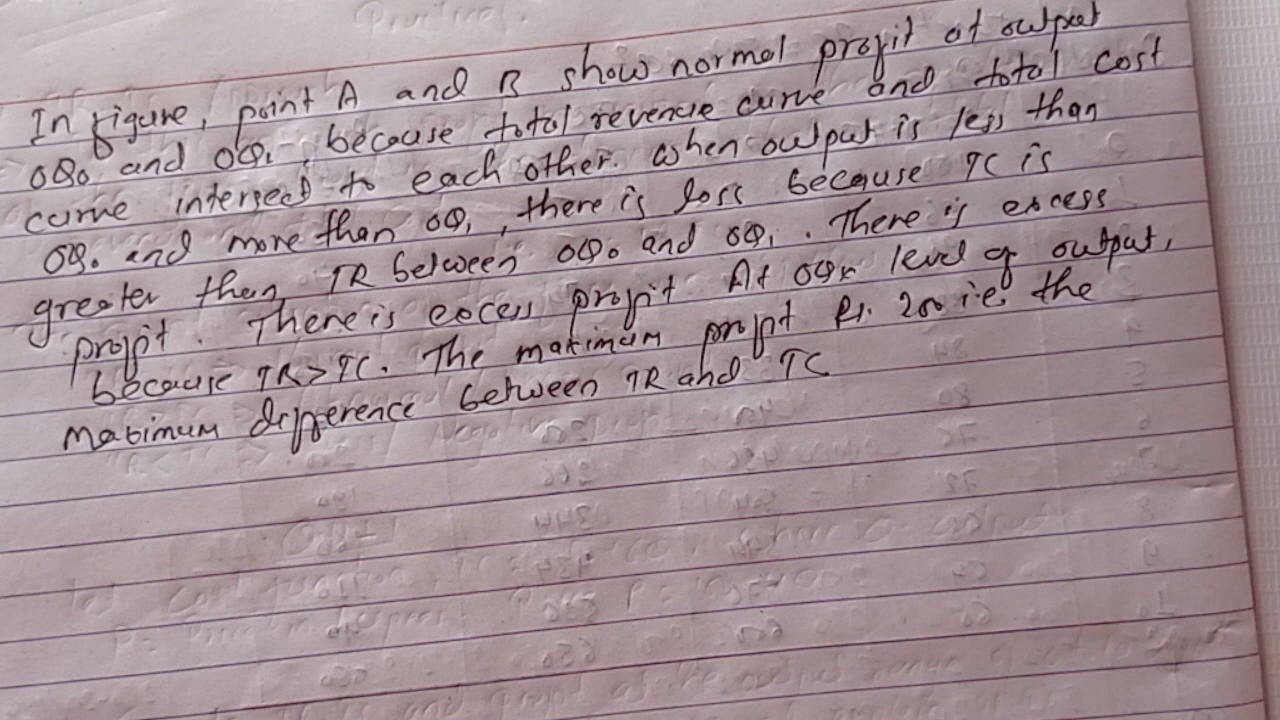 In figure, point A and B show normal profit at output
OQ₀ and OQ₁, because total revenue curve and total cost
curve intersect to each other. When output is less than
OQ₀ and more than OQ₁, there is loss because TC is
greater then TR between OQ₀ and OQ₁. There is excess
profit. There is excess profit At OQₓ level of output,
because TR>TC. The maximum profit Rs. 200 i.e. the
Maximum difference between TR and TC